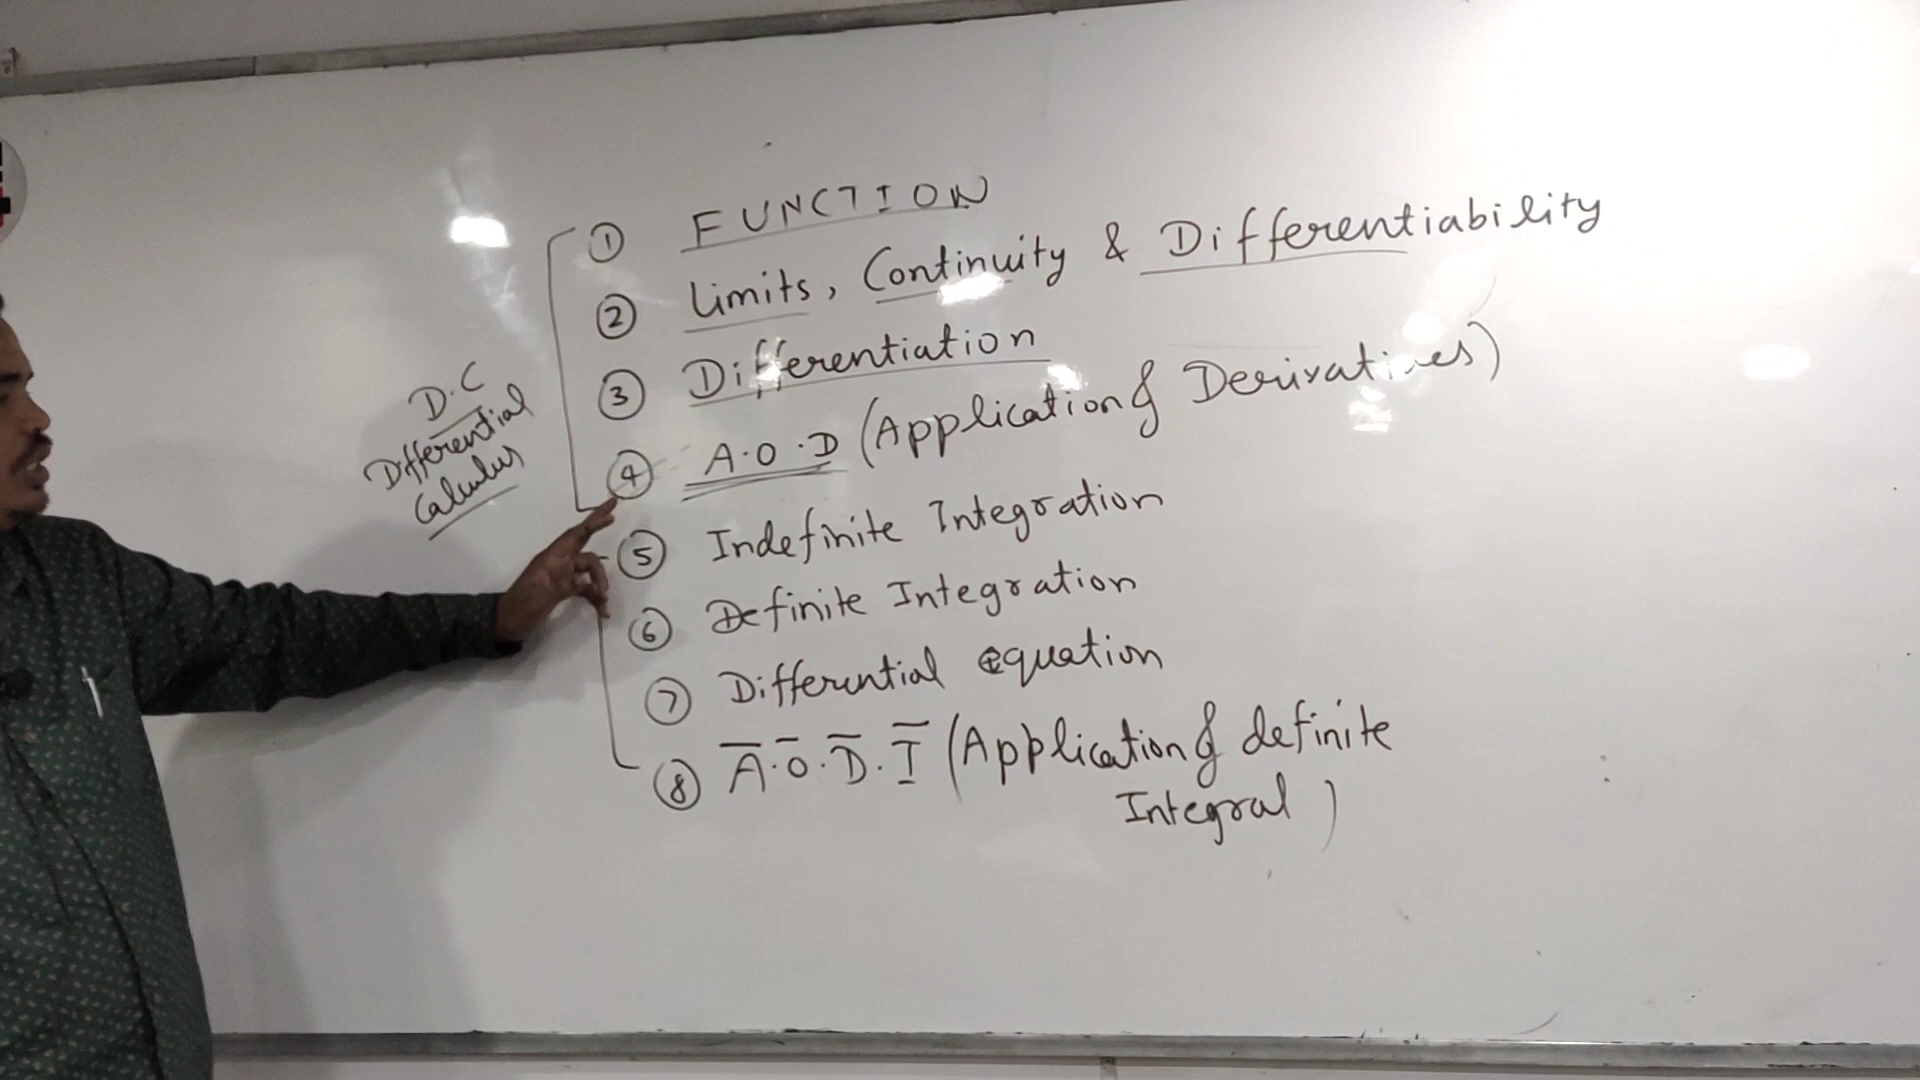 ① FUNCTION
② Limits, Continuity & Differentiability
③ Differentiation
④ A.O.D (Application of Derivatives)
⑤ Indefinite Integration
⑥ Definite Integration
⑦ Differential equation
⑧ A.O.D.I (Application of definite
Integral)
D.C
Differential
Calculus